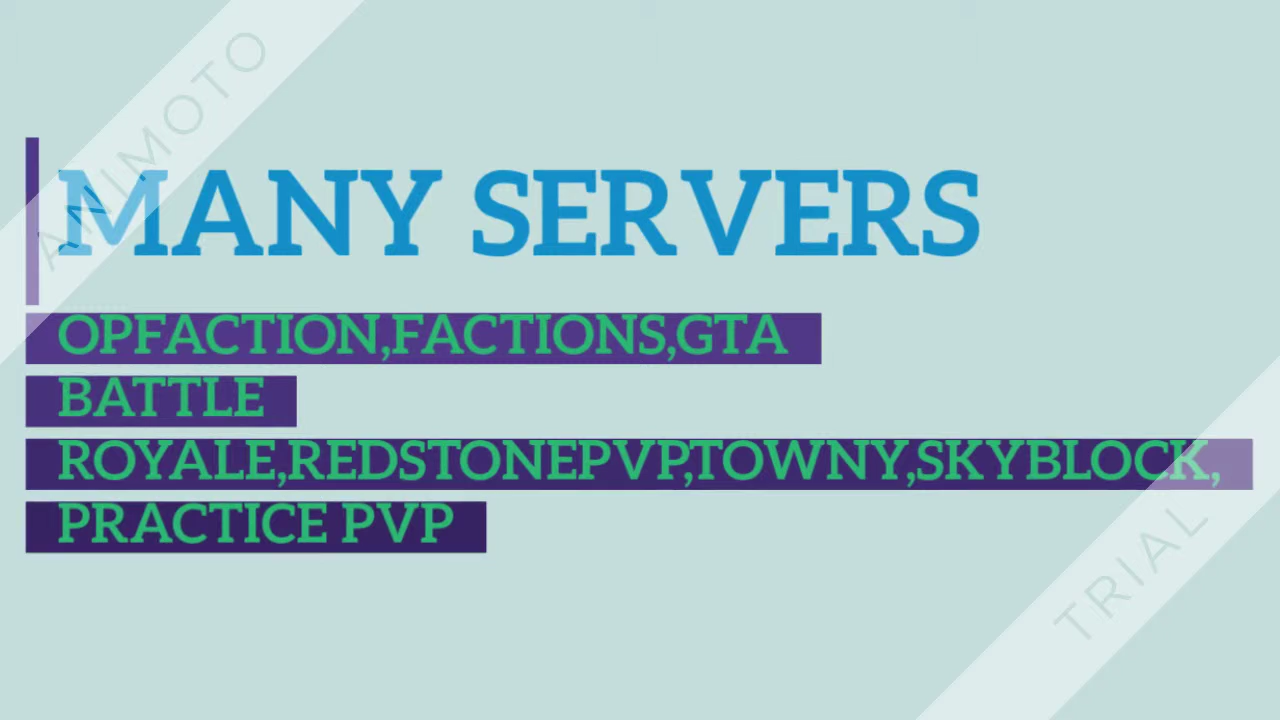 ANIMOTO
MANY SERVERS
OPFACTION,FACTIONS,GTA
BATTLE
ROYALE,REDSTONEPVP,TOWNY,SKYBLOCK,
PRACTICE PVP
TRIAL